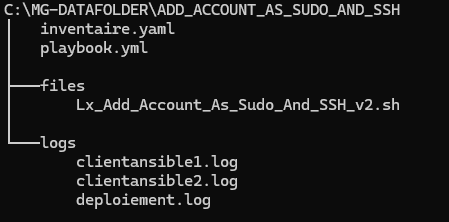 C:\MG-DATAFOLDER\ADD_ACCOUNT_AS_SUDO_AND_SSH
inventaire.yaml
playbook.yml
files
Lx_Add_Account_As_Sudo_And_SSH_v2.sh
logs
clientansible1.log
clientansible2.log
deploiement.log